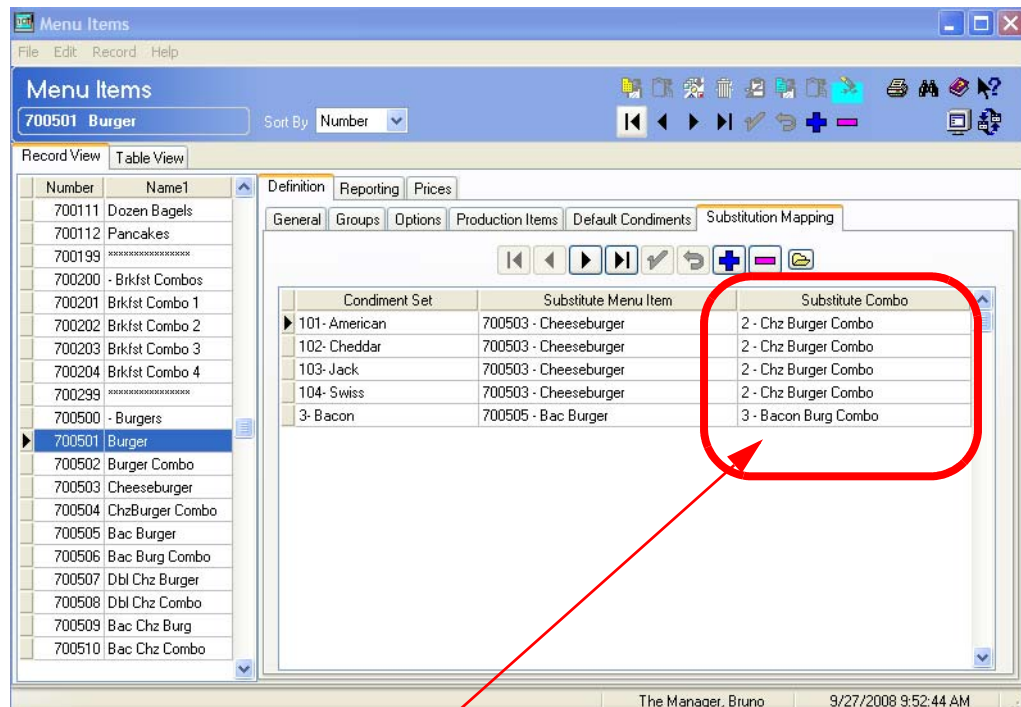 Menu Items
File Edit Record Help
Menu Items
700501 Burger
Sort By Number
Record View Table View
Number Name1
700111 Dozen Bagels
700112 Pancakes
700199 ****************
700200 - Brkfst Combos
700201 Brkfst Combo 1
700202 Brkfst Combo 2
700203 Brkfst Combo 3
700204 Brkfst Combo 4
700299 ****************
700500 - Burgers
700501 Burger
700502 Burger Combo
700503 Cheeseburger
700504 ChzBurger Combo
700505 Bac Burger
700506 Bac Burg Combo
700507 Dbl Chz Burger
700508 Dbl Chz Combo
700509 Bac Chz Burg
700510 Bac Chz Combo
Definition Reporting Prices
General Groups Options Production Items Default Condiments Substitution Mapping
Condiment Set Substitute Menu Item Substitute Combo
101- American 700503 - Cheeseburger 2 - Chz Burger Combo
102- Cheddar 700503 - Cheeseburger 2 - Chz Burger Combo
103- Jack 700503 - Cheeseburger 2 - Chz Burger Combo
104- Swiss 700503 - Cheeseburger 2 - Chz Burger Combo
3- Bacon 700505 - Bac Burger 3 - Bacon Burg Combo
The Manager, Bruno 9/27/2008 9:52:44 AM